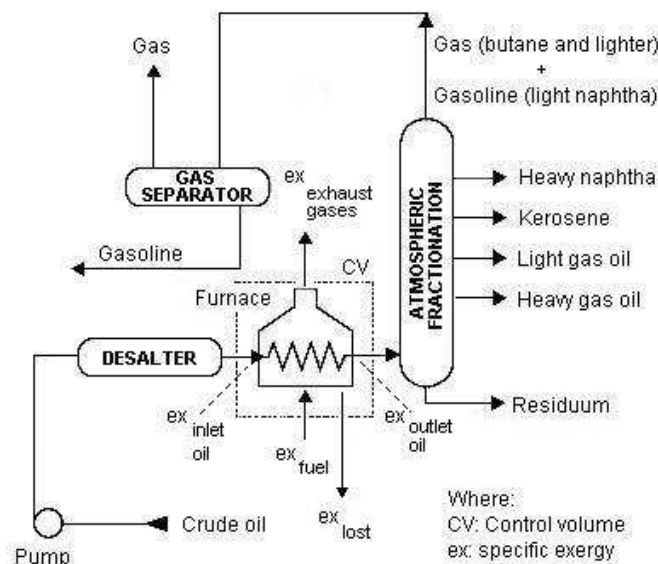 Gas
Gas (butane and lighter)
+
Gasoline (light naphtha)
GAS
SEPARATOR
ex
exhaust
gases
Heavy naphtha
Kerosene
Light gas oil
Heavy gas oil
ATMOSPHERIC
FRACTIONATION
Gasoline
CV
Furnace
DESALTER
ex
inlet
oil
ex
fuel
ex
outlet
oil
Residuum
ex
lost
Crude oil
Pump
Where:
CV: Control volume
ex: specific exergy